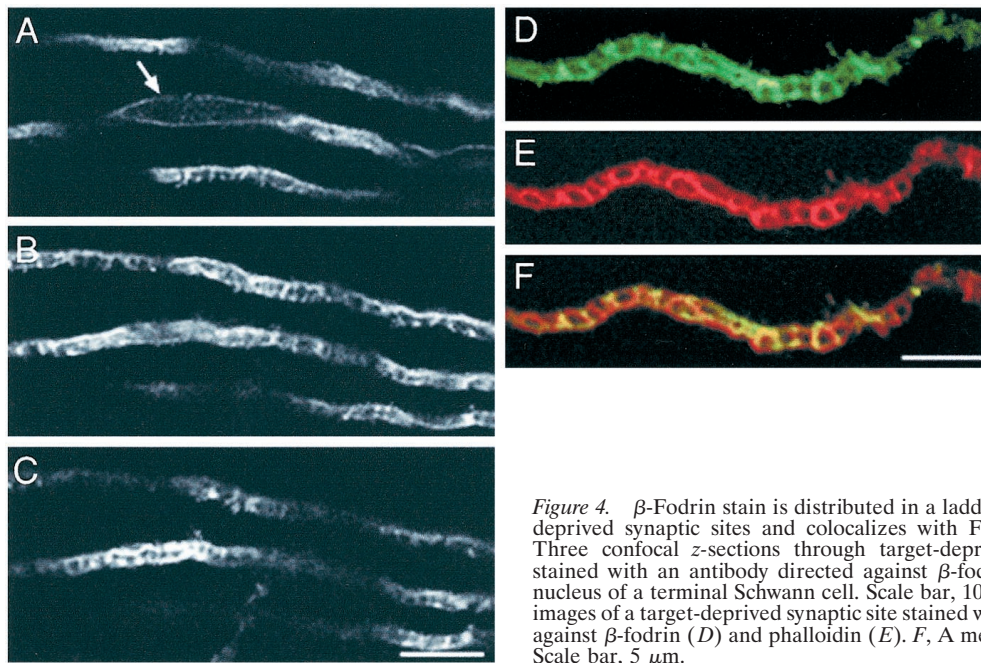 A
B
C
D
E
F
Figure 4. β-Fodrin stain is distributed in a ladd
deprived synaptic sites and colocalizes with F
Three confocal z-sections through target-depr
stained with an antibody directed against β-fod
nucleus of a terminal Schwann cell. Scale bar, 10
images of a target-deprived synaptic site stained w
against β-fodrin (D) and phalloidin (E). F, A me
Scale bar, 5 μm.